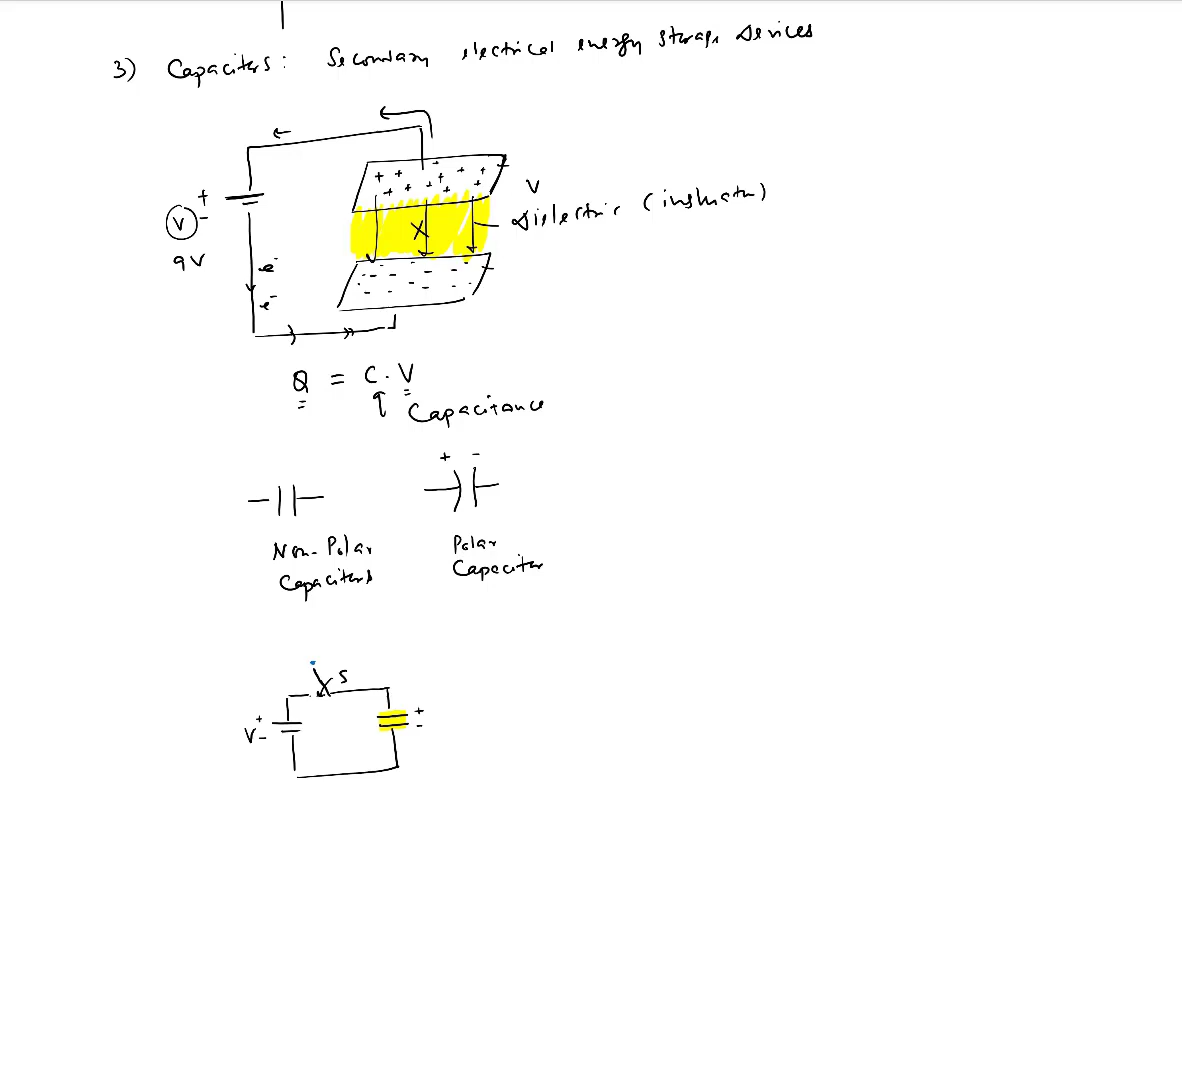 3) Capacitors: Secondary electrical energy storage devices
+
-
V
9V
e-
e-
+ + + + + + + + + +
X
- - - - - - - - - -
V
dielectric (insulator)
Q = C.V
↑ Capacitance
+ -
Non-Polar
Capacitors
Polar
Capacitor
S
V + -
+ -